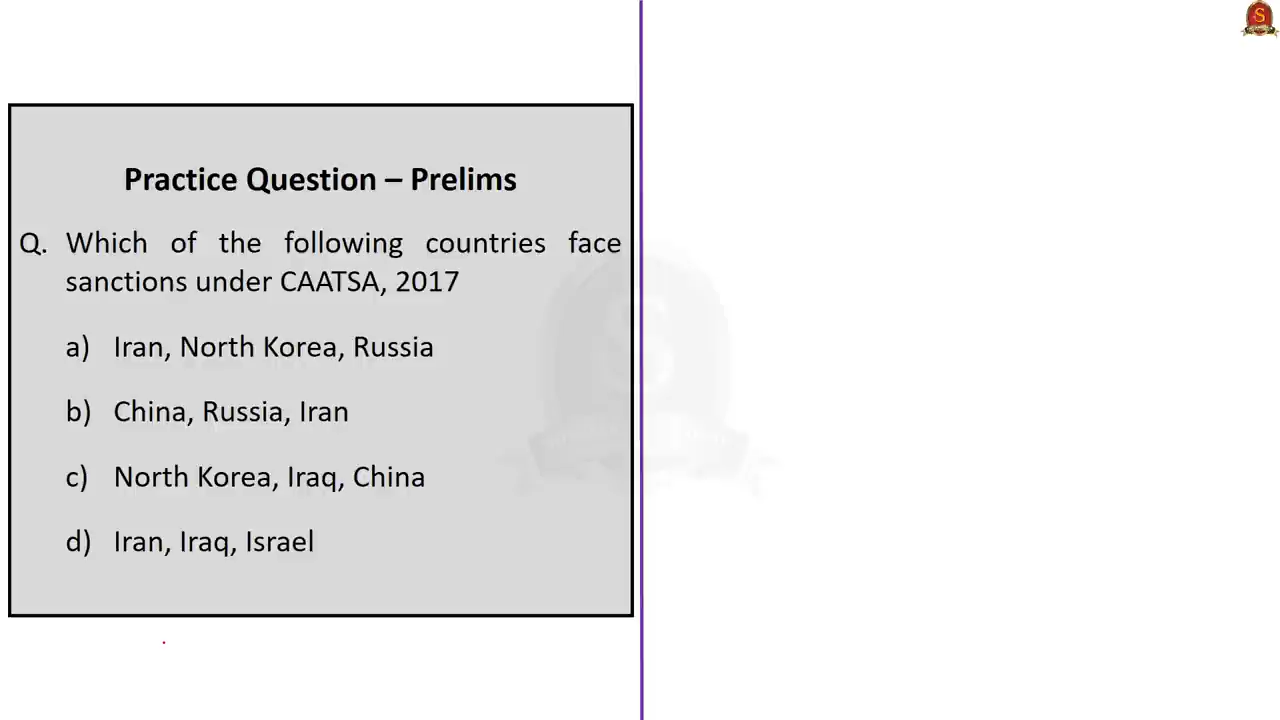 Practice Question – Prelims
Q. Which of the following countries face
sanctions under CAATSA, 2017
a) Iran, North Korea, Russia
b) China, Russia, Iran
c) North Korea, Iraq, China
d) Iran, Iraq, Israel